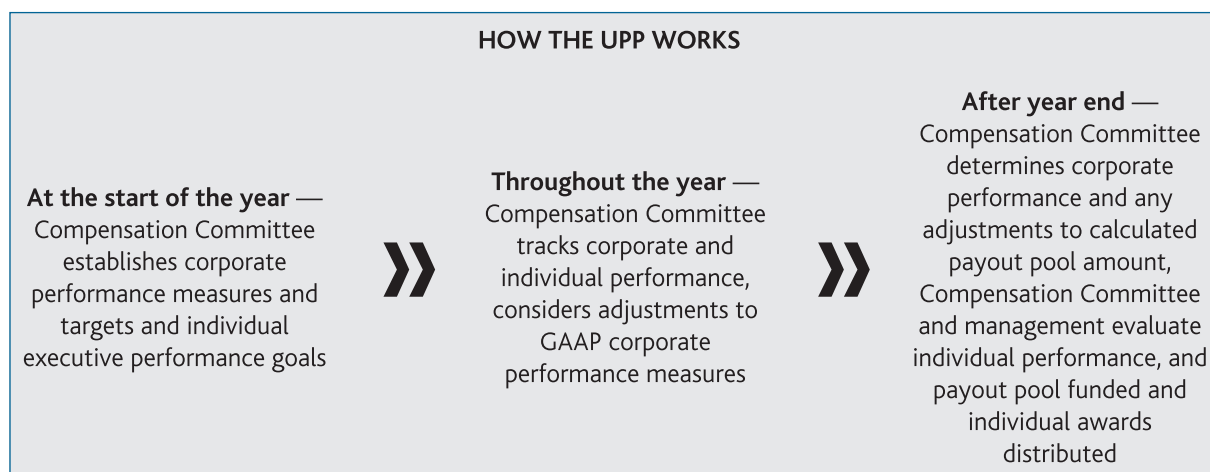 HOW THE UPP WORKS
At the start of the year —
Compensation Committee
establishes corporate
performance measures and
targets and individual
executive performance goals
Throughout the year —
Compensation Committee
tracks corporate and
individual performance,
considers adjustments to
GAAP corporate
performance measures
After year end —
Compensation Committee
determines corporate
performance and any
adjustments to calculated
payout pool amount,
Compensation Committee
and management evaluate
individual performance, and
payout pool funded and
individual awards
distributed